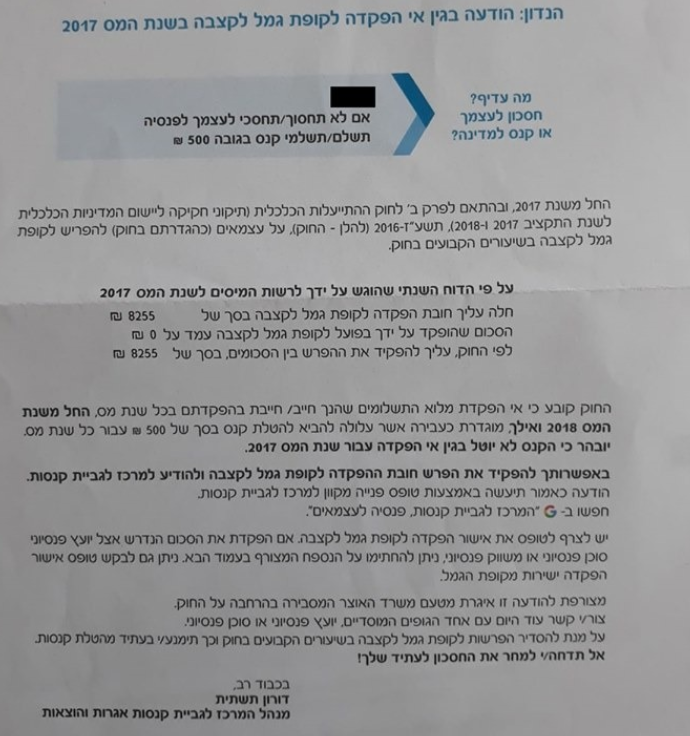 הנדון: הודעה בגין אי הפקדה לקופת גמל לקצבה בשנת המס 2017
מה עדיף?
חסכון לעצמך
או קנס למדינה?
אם לא תחסוך/תחסכי לעצמך לפנסיה
תשלם/תשלמי קנס בגובה 500 ₪
החל משנת 2017, ובהתאם לפרק ב' לחוק ההתייעלות הכלכלית (תיקוני חקיקה ליישום המדיניות הכלכלית
לשנת התקציב 2017 ו-2018), תשע"ז-2016 (להלן - החוק), על עצמאים (כהגדרתם בחוק) להפריש לקופת
גמל לקצבה בשיעורים הקבועים בחוק.
על פי הדוח השנתי שהוגש על ידך לרשות המיסים לשנת המס 2017
חלה עליך חובת הפקדה לקופת גמל לקצבה בסך של 8255 ₪
הסכום שהופקד על ידך בפועל לקופת גמל לקצבה עמד על 0 ₪
לפי החוק, עליך להפקיד את ההפרש בין הסכומים, בסך של 8255 ₪
החוק קובע כי אי הפקדת מלוא התשלומים שהנך חייב/ חייבת בהפקדתם בכל שנת מס, החל משנת
המס 2018 ואילך, מוגדרת כעבירה אשר עלולה להביא להטלת קנס בסך של 500 ₪ עבור כל שנת מס.
יובהר כי הקנס לא יוטל בגין אי הפקדה עבור שנת המס 2017.
באפשרותך להפקיד את הפרש חובת ההפקדה לקופת גמל לקצבה ולהודיע למרכז לגביית קנסות.
הודעה כאמור תיעשה באמצעות טופס פנייה מקוון למרכז לגביית קנסות.
חפשו ב- G "המרכז לגביית קנסות, פנסיה לעצמאים".
יש לצרף לטופס את אישור הפקדה לקופת גמל לקצבה. אם הפקדת את הסכום הנדרש אצל יועץ פנסיוני
סוכן פנסיוני או משווק פנסיוני, ניתן להחתימו על הנספח המצורף בעמוד הבא. ניתן גם לבקש טופס אישור
הפקדה ישירות מקופת הגמל.
מצורפת להודעה זו איגרת מטעם משרד האוצר המסבירה בהרחבה על החוק.
צור/י קשר עוד היום עם אחד הגופים המוסדיים, יועץ פנסיוני או סוכן פנסיוני.
על מנת להסדיר הפרשות לקופת גמל לקצבה בשיעורים הקבועים בחוק וכך תימנע/י בעתיד מהטלת קנסות.
אל תדחה/י למחר את החסכון לעתיד שלך!
בכבוד רב,
דורון תשתית
מנהל המרכז לגביית קנסות אגרות והוצאות